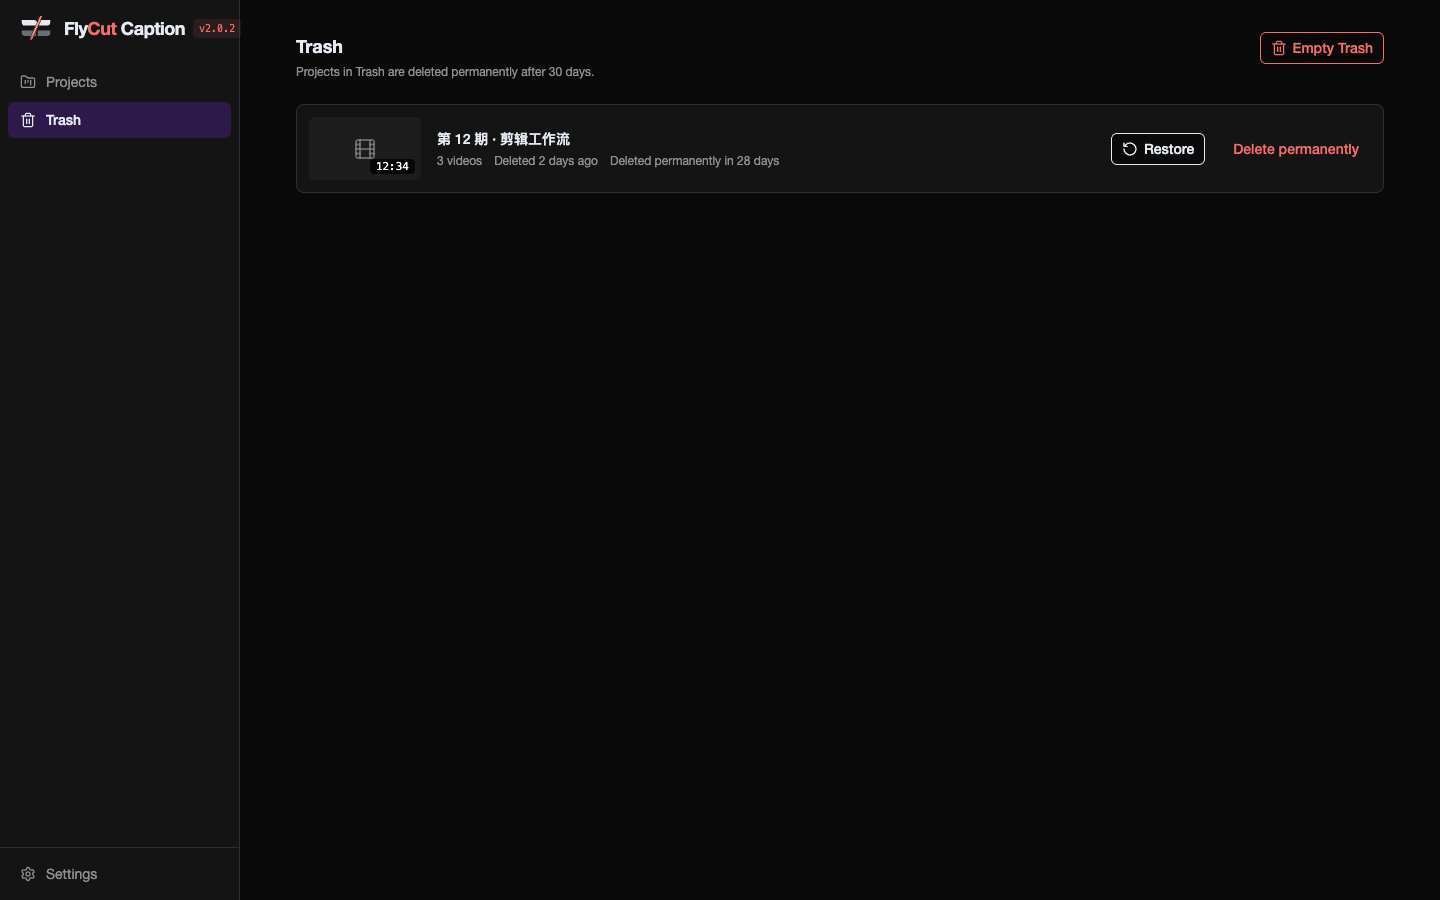 FlyCut Caption v2.0.2
Projects
Trash
Settings
Trash
Projects in Trash are deleted permanently after 30 days.
Empty Trash
12:34
第 12 期 · 剪辑工作流
3 videos Deleted 2 days ago Deleted permanently in 28 days
Restore
Delete permanently